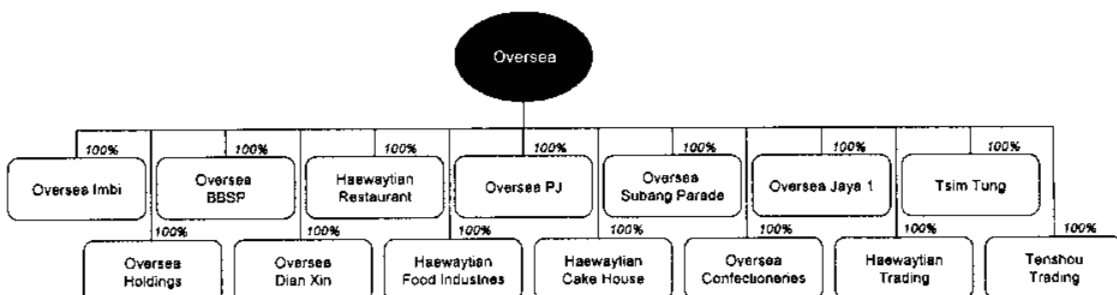 Oversea
100%
100%
100%
100%
100%
100%
100%
Oversea Imbi
Oversea
BBSP
Haewaytian
Restaurant
Oversea PJ
Oversea
Subang Parade
Oversea Jaya 1
Tsim Tung
100%
100%
100%
100%
100%
100%
100%
Oversea
Holdings
Oversea
Dian Xin
Haewaytian
Food Industries
Haewaytian
Cake House
Oversea
Confectioneries
Haewaytian
Trading
Tenshou
Trading